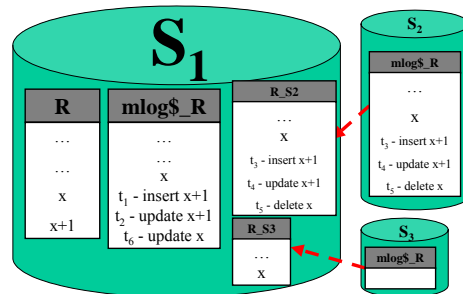 S1
R
…
…
x
x+1
mlog$_R
…
…
x
t1 - insert x+1
t2 - update x+1
t6 - update x
R_S2
…
x
t3 - insert x+1
t4 - update x+1
t5 - delete x
R_S3
…
x
S2
mlog$_R
…
x
t3 - insert x+1
t4 - update x+1
t5 - delete x
S3
mlog$_R